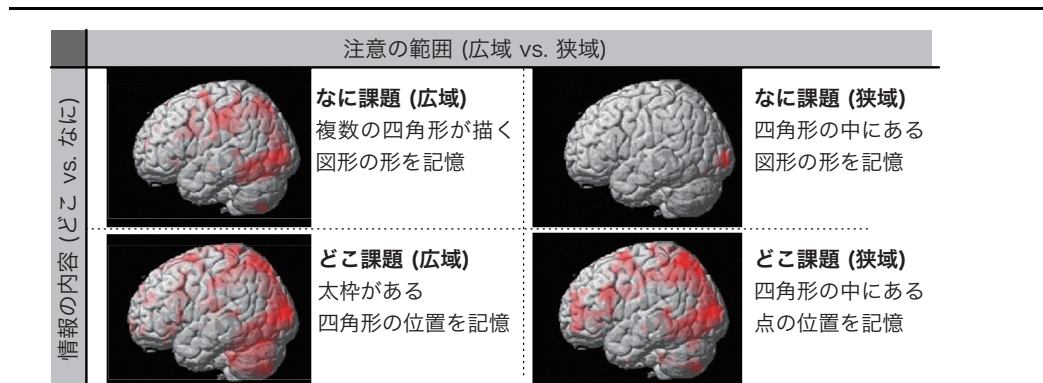 注意の範囲 (広域 vs. 狭域)
情報の内容 (どこ vs. なに)
なに課題 (広域)
複数の四角形が描く
図形の形を記憶
なに課題 (狭域)
四角形の中にある
図形の形を記憶
どこ課題 (広域)
太枠がある
四角形の位置を記憶
どこ課題 (狭域)
四角形の中にある
点の位置を記憶